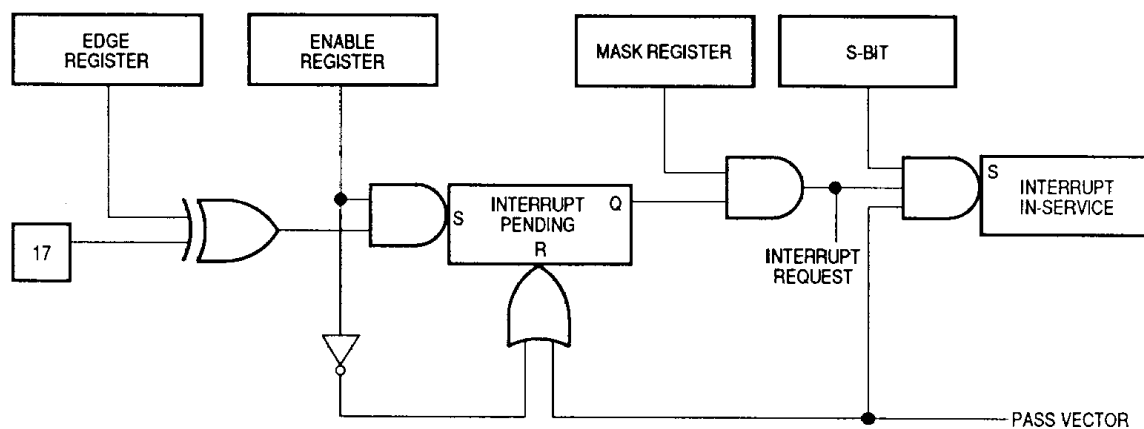 EDGE
REGISTER
ENABLE
REGISTER
MASK REGISTER
S-BIT
17
S
INTERRUPT
PENDING
Q
R
INTERRUPT
REQUEST
S
INTERRUPT
IN-SERVICE
PASS VECTOR